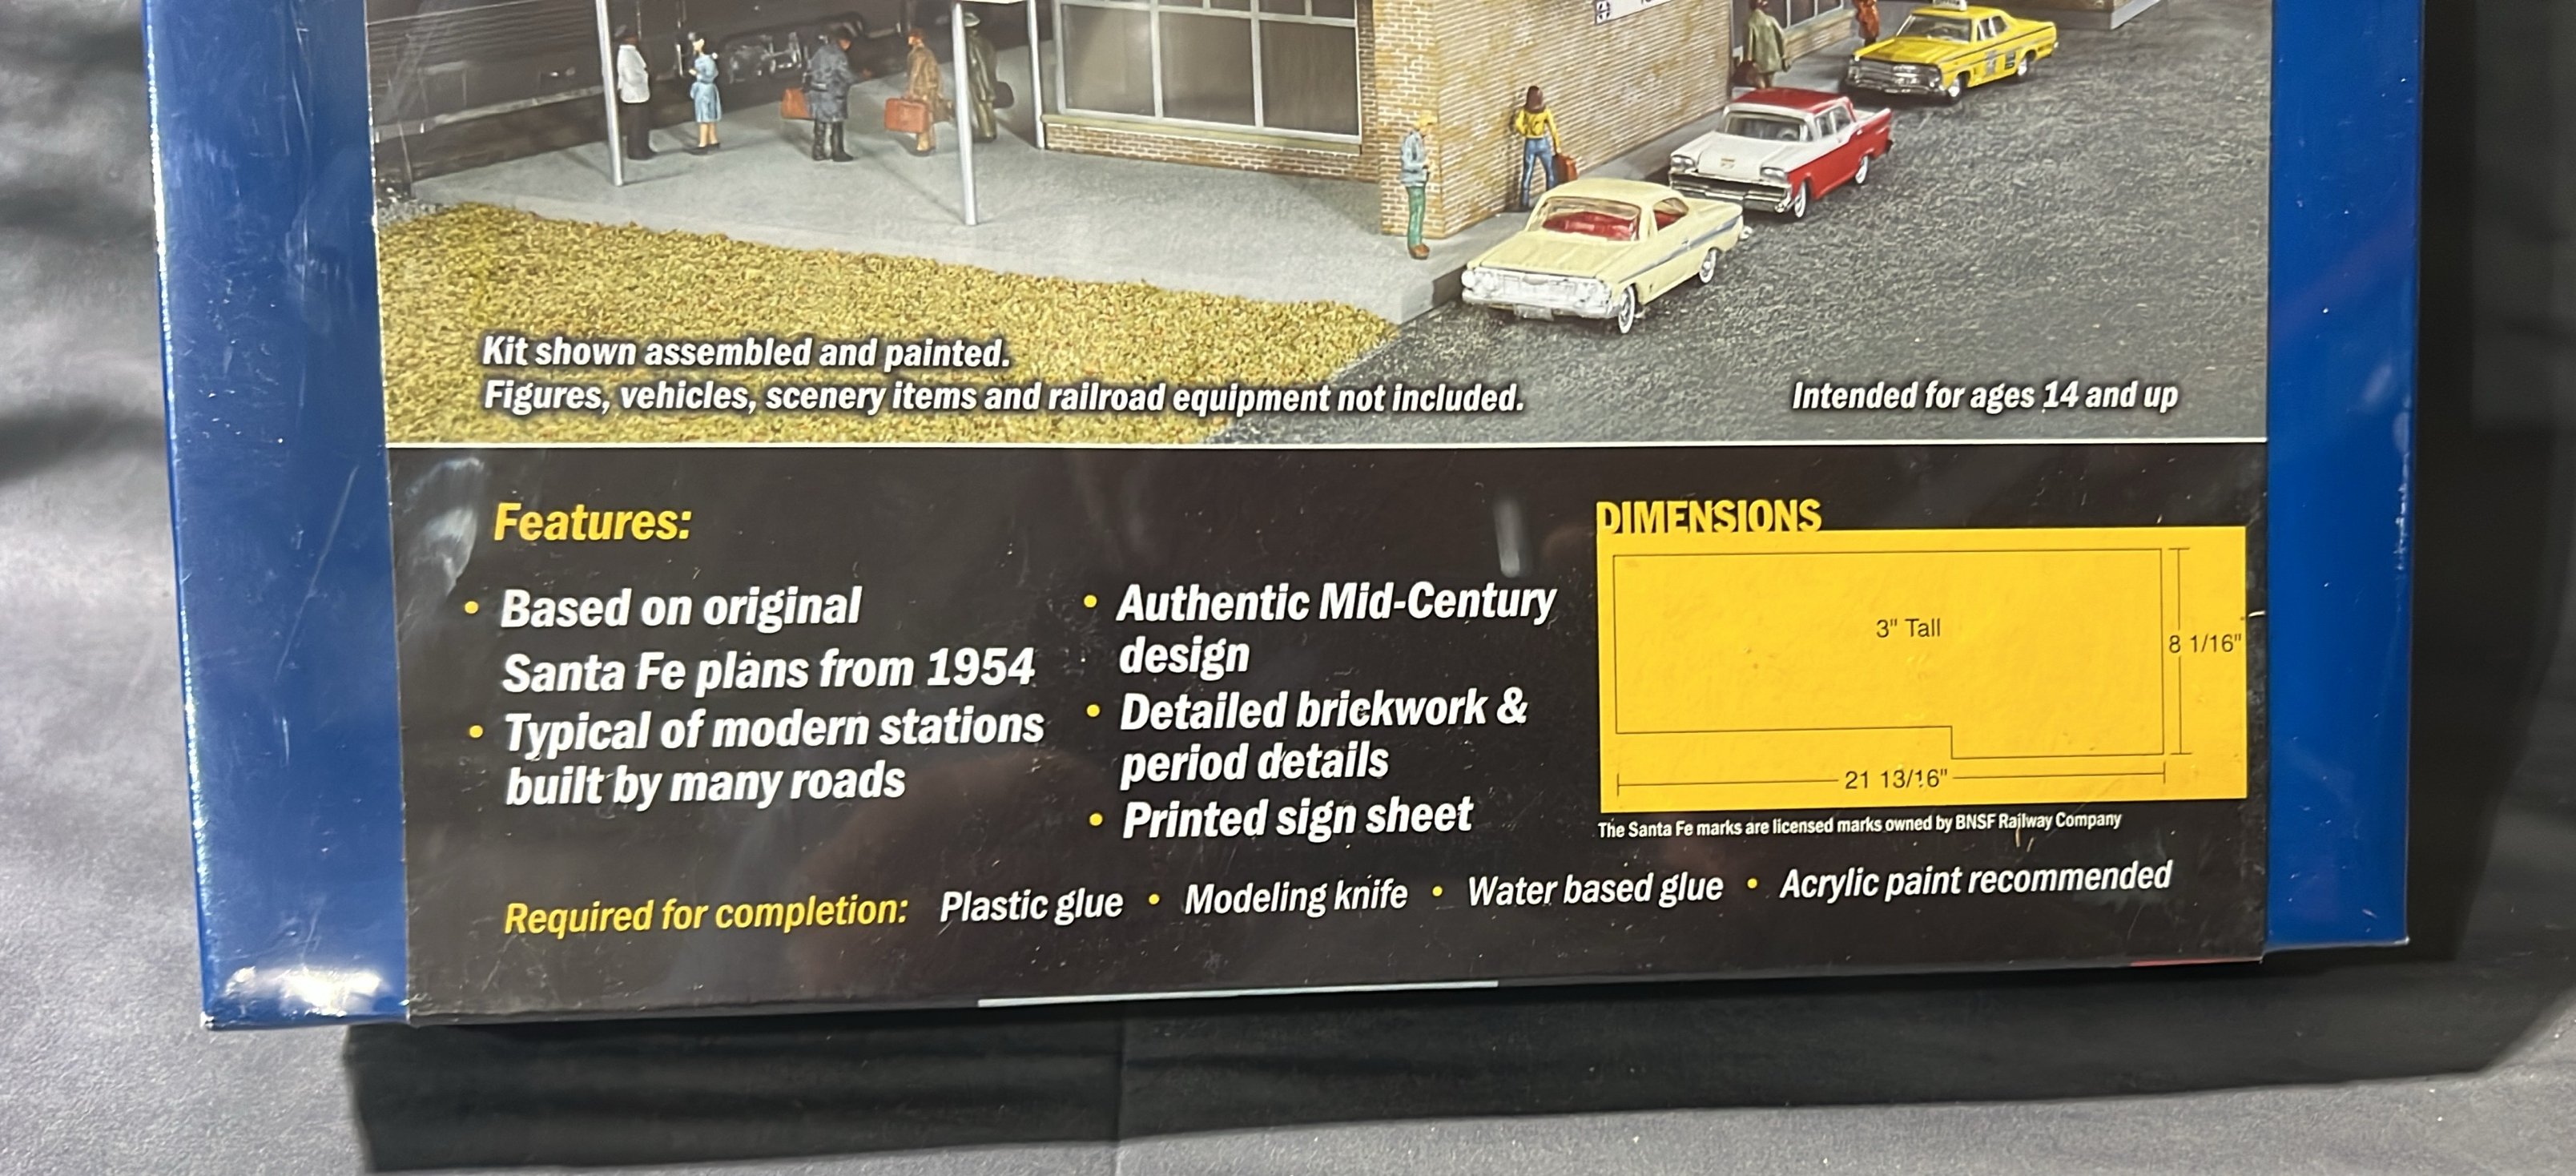 Kit shown assembled and painted.
Figures, vehicles, scenery items and railroad equipment not included.
Intended for ages 14 and up
Features:
• Based on original
Santa Fe plans from 1954
• Typical of modern stations
built by many roads
• Authentic Mid-Century
design
• Detailed brickwork &
period details
• Printed sign sheet
DIMENSIONS
3" Tall
8 1/16"
21 13/16"
The Santa Fe marks are licensed marks owned by BNSF Railway Company
Required for completion: Plastic glue • Modeling knife • Water based glue • Acrylic paint recommended